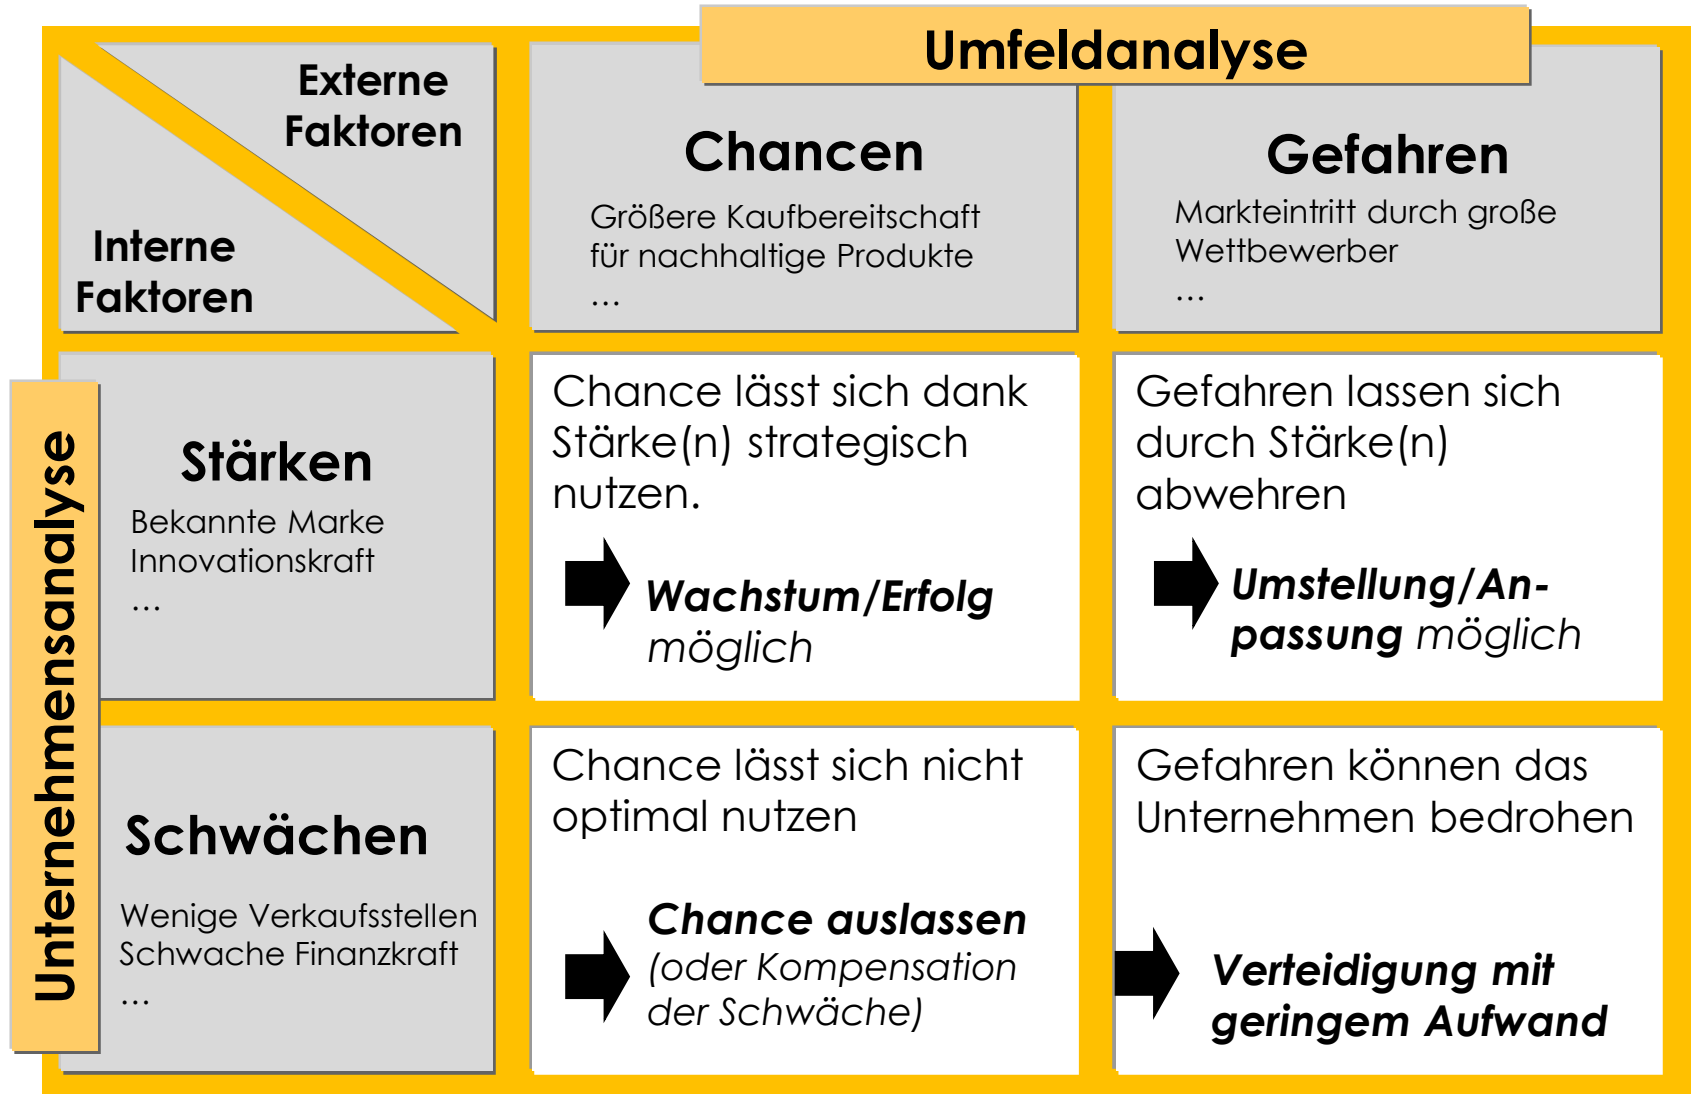 Umfeldanalyse
Externe
Faktoren
Interne
Faktoren
Chancen
Größere Kaufbereitschaft
für nachhaltige Produkte
...
Gefahren
Markteintritt durch große
Wettbewerber
...
Unternehmensanalyse
Stärken
Bekannte Marke
Innovationskraft
...
Chance lässt sich dank
Stärke(n) strategisch
nutzen.
Wachstum/Erfolg
möglich
Gefahren lassen sich
durch Stärke(n)
abwehren
Umstellung/An-
passung möglich
Schwächen
Wenige Verkaufsstellen
Schwache Finanzkraft
...
Chance lässt sich nicht
optimal nutzen
Chance auslassen
(oder Kompensation
der Schwäche)
Gefahren können das
Unternehmen bedrohen
Verteidigung mit
geringem Aufwand